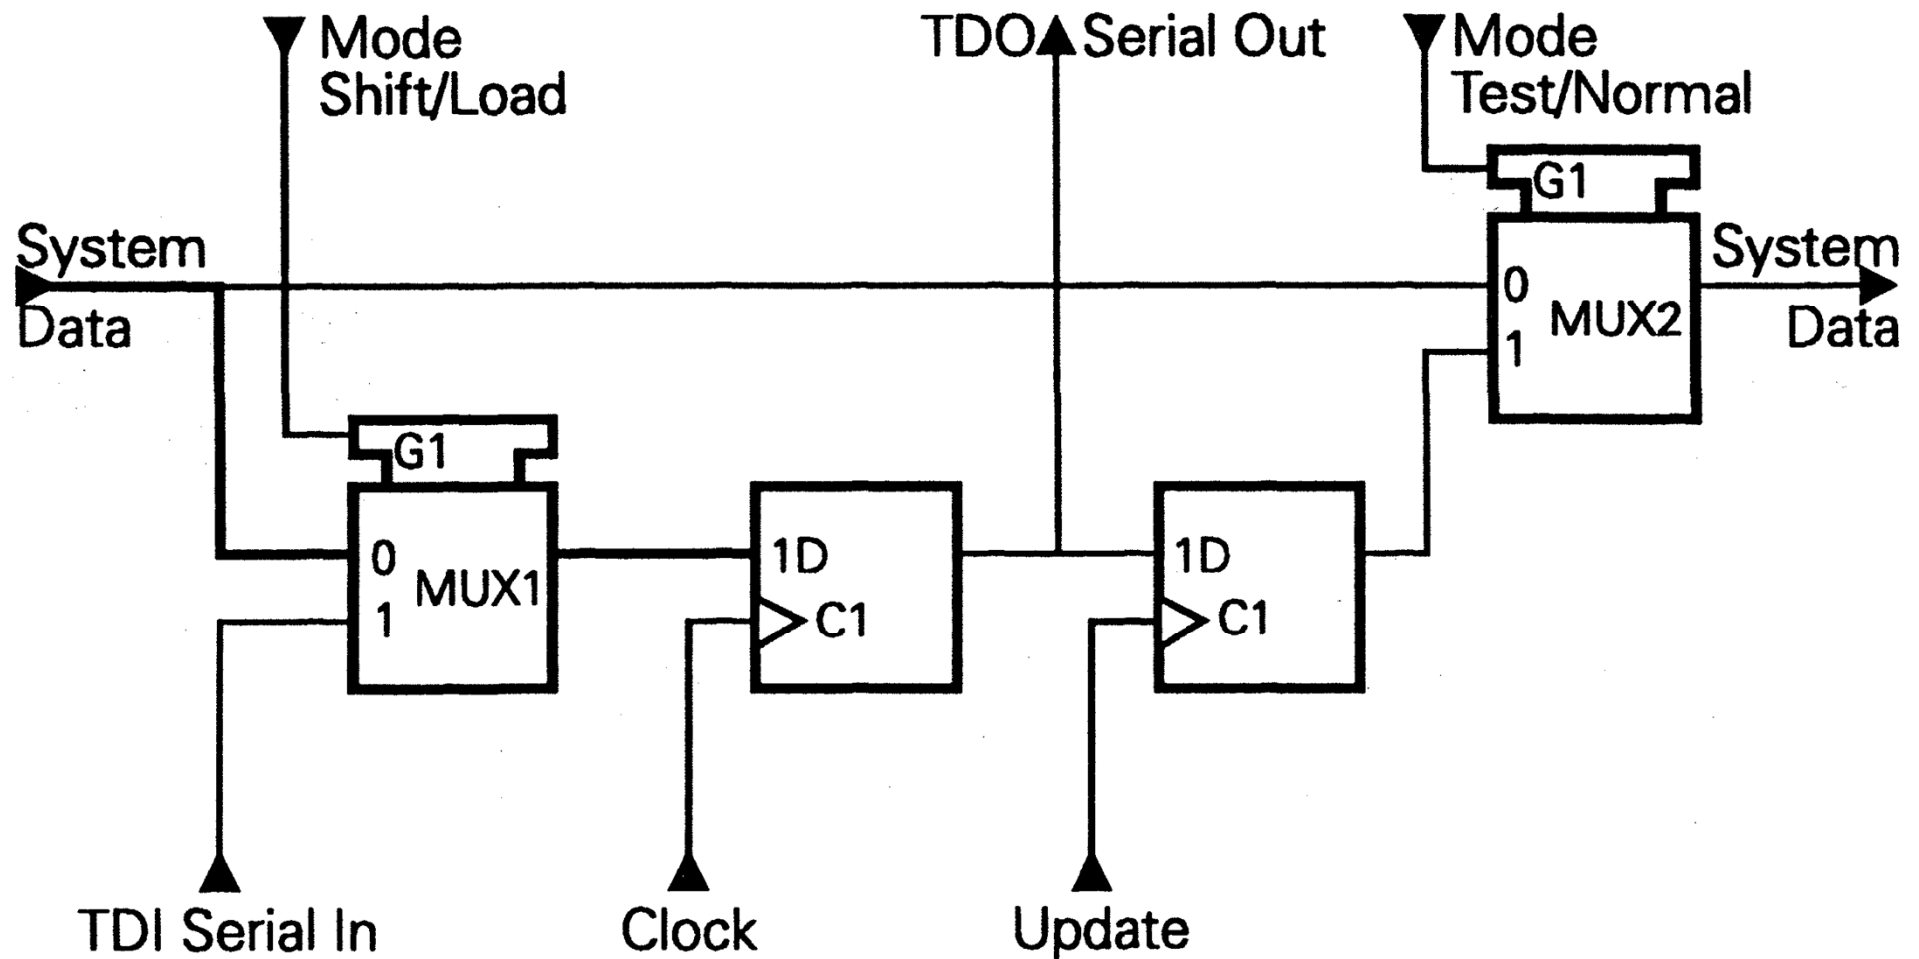 Mode
Shift/Load
TDO Serial Out
Mode
Test/Normal
G1
System
Data
0
1
MUX2
System
Data
G1
0
1
MUX1
1D
C1
1D
C1
TDI Serial In
Clock
Update